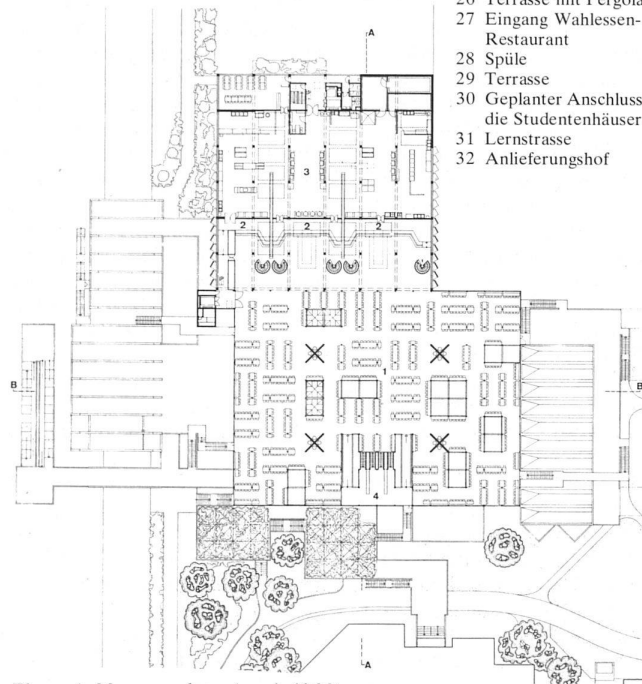 26 Terrasse mit Pergola
27 Eingang Wahlessen-
Restaurant
28 Spüle
29 Terrasse
30 Geplanter Anschluss
die Studentenhäuser
31 Lernstrasse
32 Anlieferungshof
A
3
2 2 2
1
B B
4
A